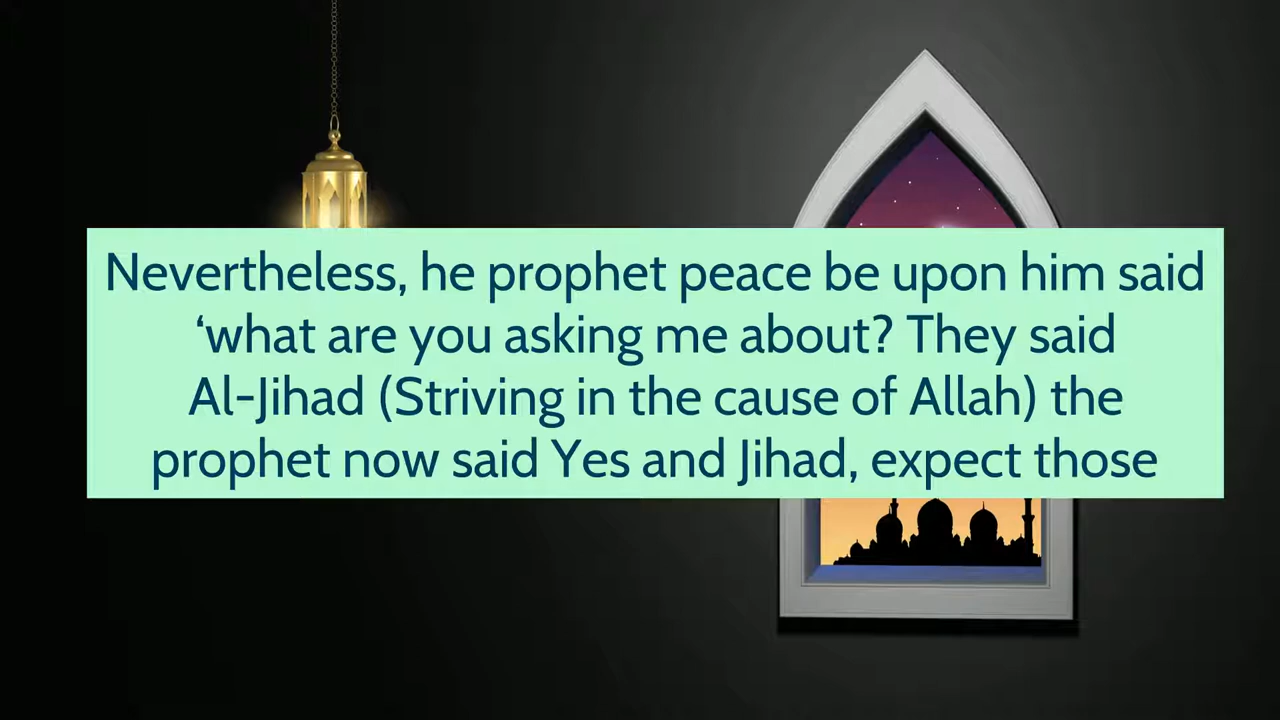 Nevertheless, he prophet peace be upon him said
‘what are you asking me about? They said
Al-Jihad (Striving in the cause of Allah) the
prophet now said Yes and Jihad, expect those